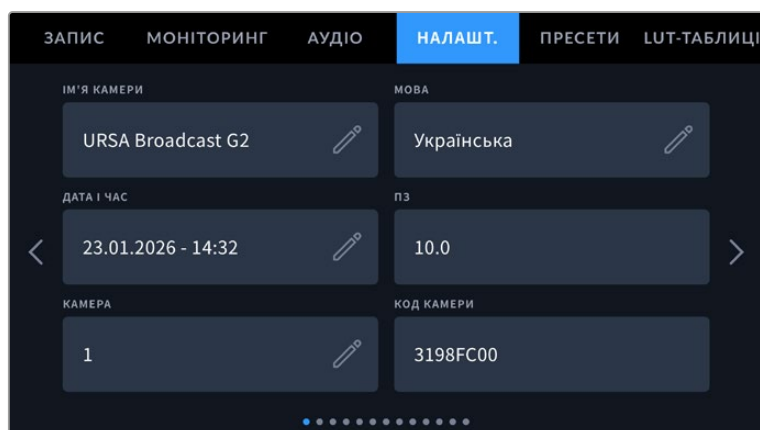 ЗАПИС МОНІТОРИНГ АУДІО НАЛАШТ. ПРЕСЕТИ LUT-ТАБЛИЦІ
ІМ'Я КАМЕРИ МОВА
URSA Broadcast G2 Українська
ДАТА І ЧАС ПЗ
23.01.2026 - 14:32 10.0
КАМЕРА КОД КАМЕРИ
1 3198FC00